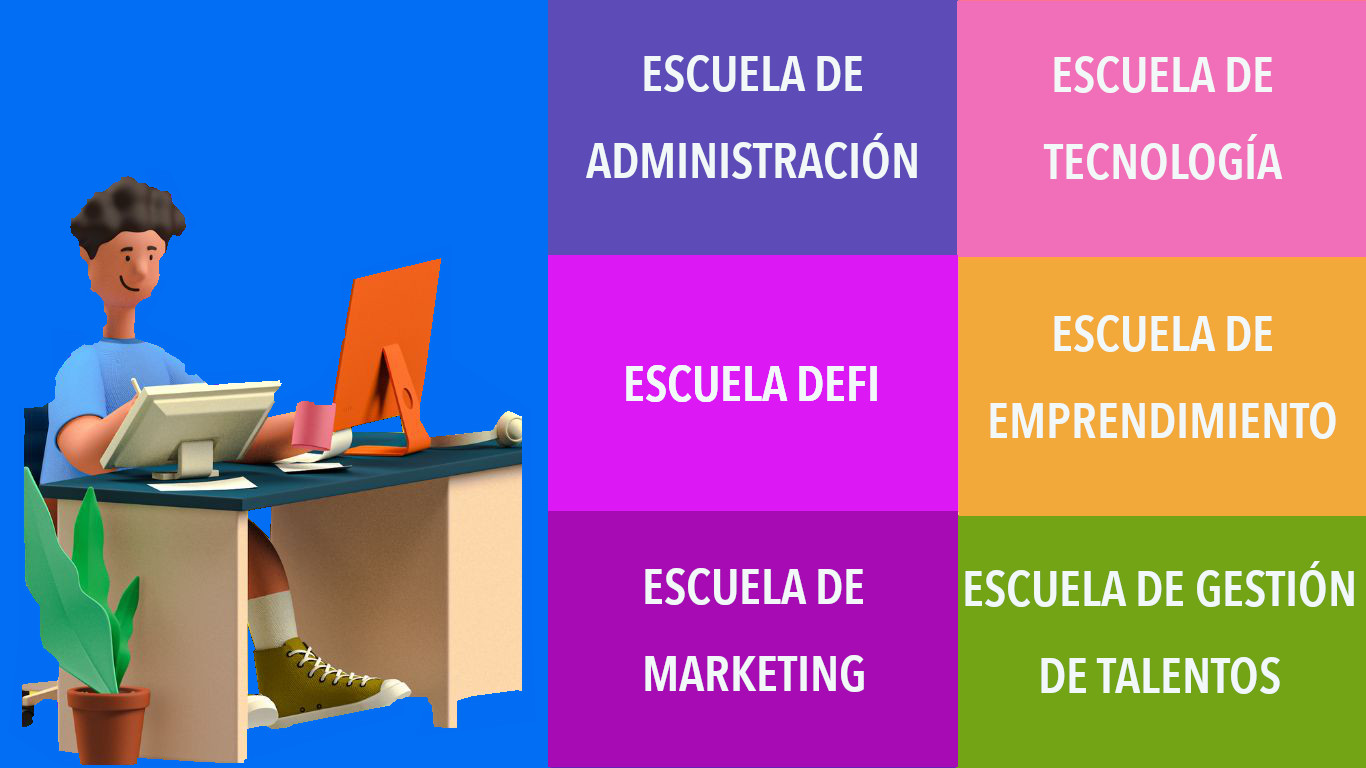 ESCUELA DE
ADMINISTRACIÓN
ESCUELA DE
TECNOLOGÍA
ESCUELA DEFI
ESCUELA DE
EMPRENDIMIENTO
ESCUELA DE
MARKETING
ESCUELA DE GESTIÓN
DE TALENTOS